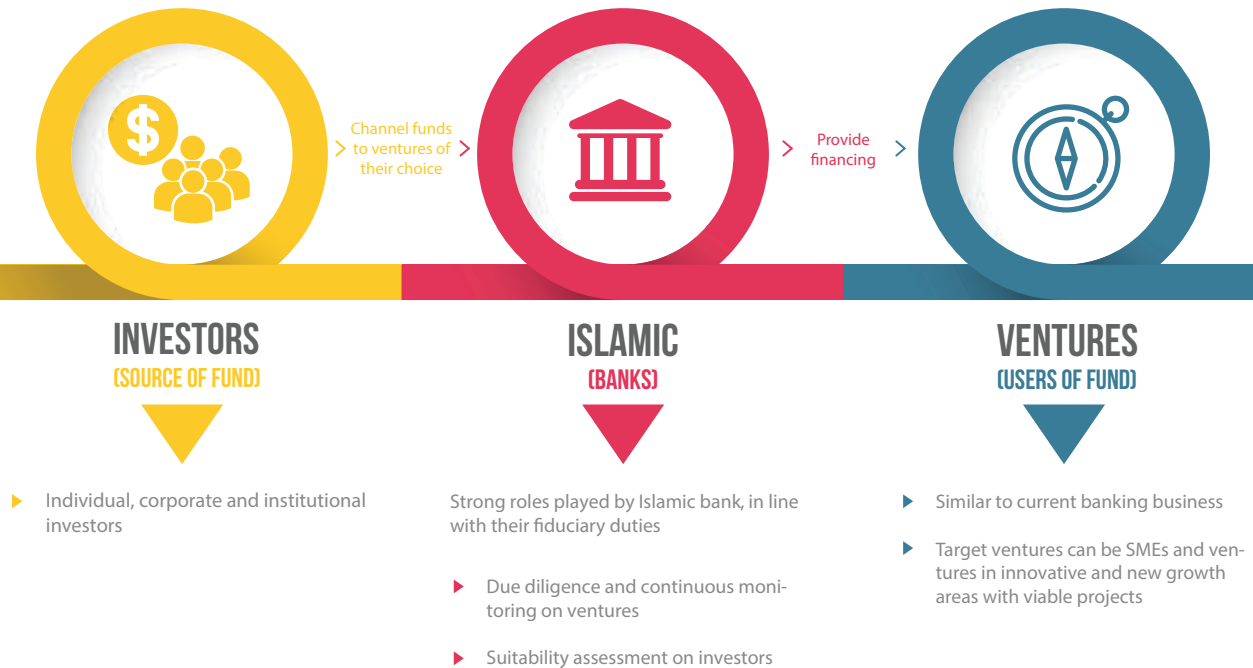 $
Channel funds
to ventures of
their choice
Provide
financing
INVESTORS
(SOURCE OF FUND)
Individual, corporate and institutional
investors
ISLAMIC
(BANKS)
Strong roles played by Islamic bank, in line
with their fiduciary duties
Due diligence and continuous moni-
toring on ventures
Suitability assessment on investors
VENTURES
(USERS OF FUND)
Similar to current banking business
Target ventures can be SMEs and ven-
tures in innovative and new growth
areas with viable projects